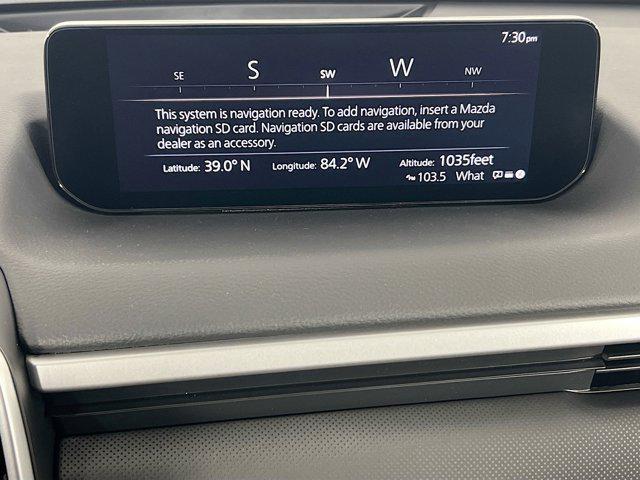 7:30pm
SE S SW W NW
This system is navigation ready. To add navigation, insert a Mazda
navigation SD card. Navigation SD cards are available from your
dealer as an accessory.
Latitude: 39.0° N Longitude: 84.2° W Altitude: 1035feet
103.5 What